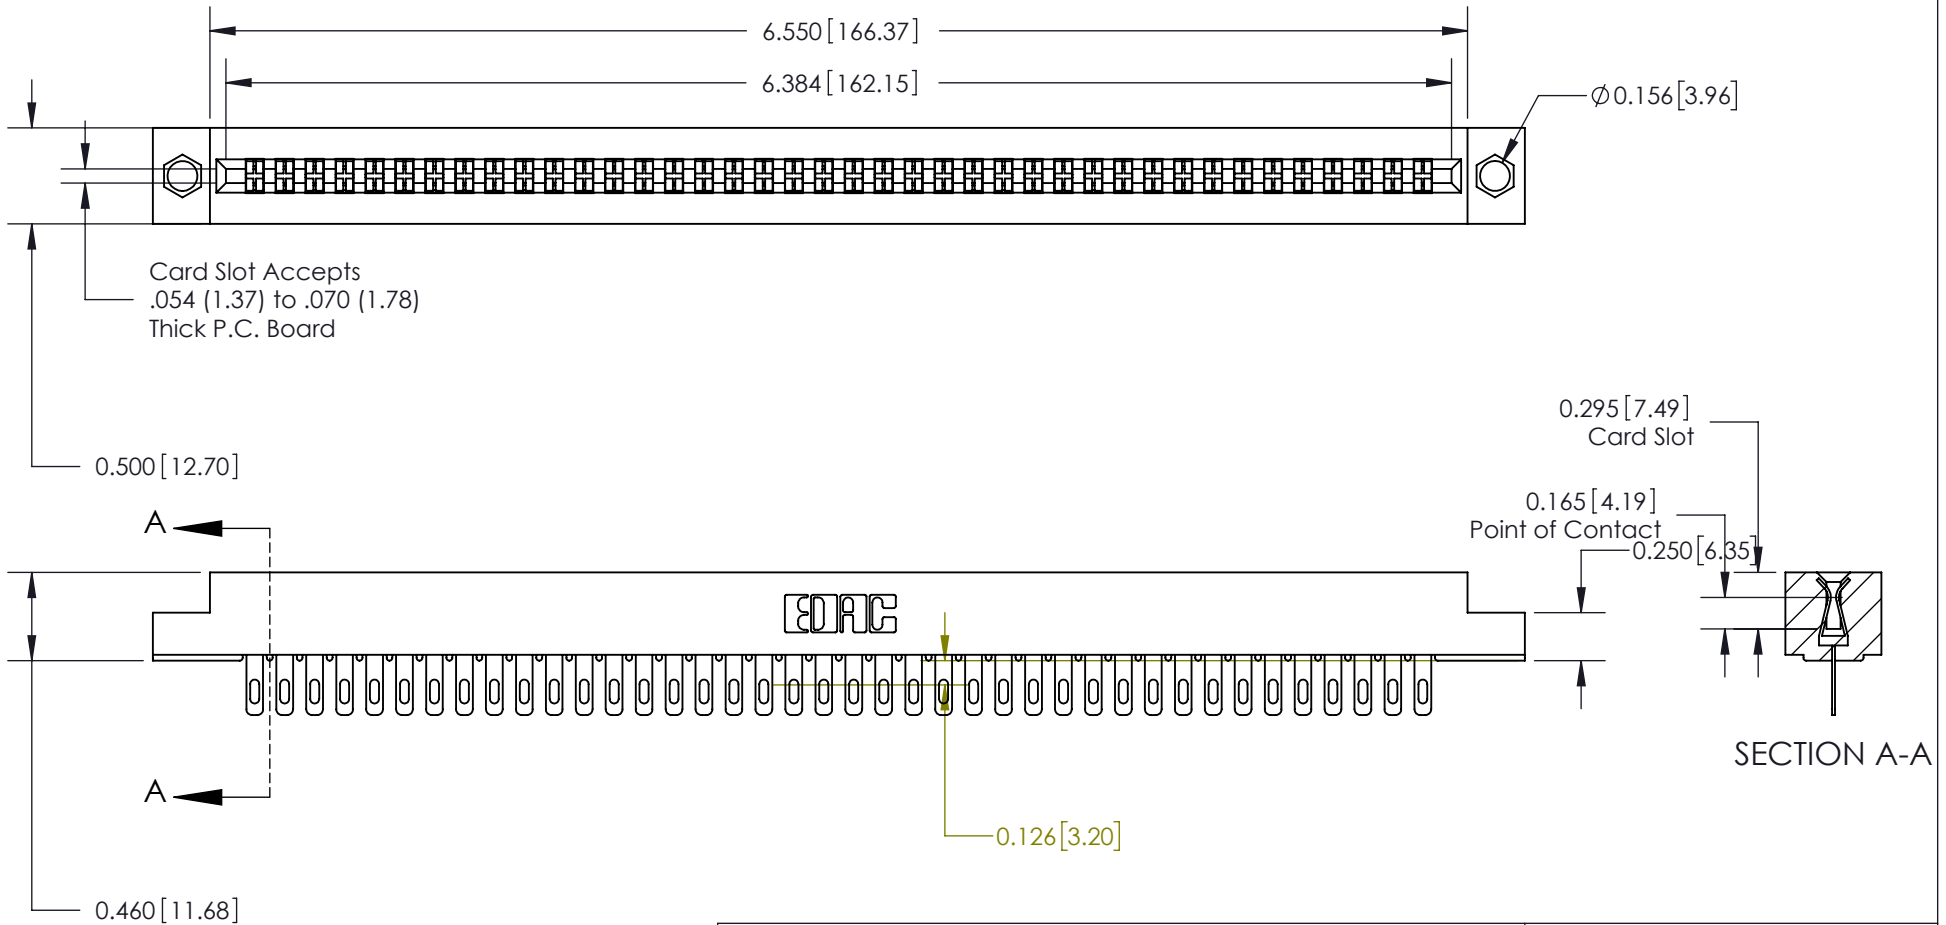 6.550[166.37]
6.384[162.15]
Ø0.156[3.96]
Card Slot Accepts
.054 (1.37) to .070 (1.78)
Thick P.C. Board
0.295[7.49]
Card Slot
0.500[12.70]
0.165[4.19]
Point of Contact
0.250[6.35]
A
EDAC
SECTION A-A
A
0.126[3.20]
0.460[11.68]